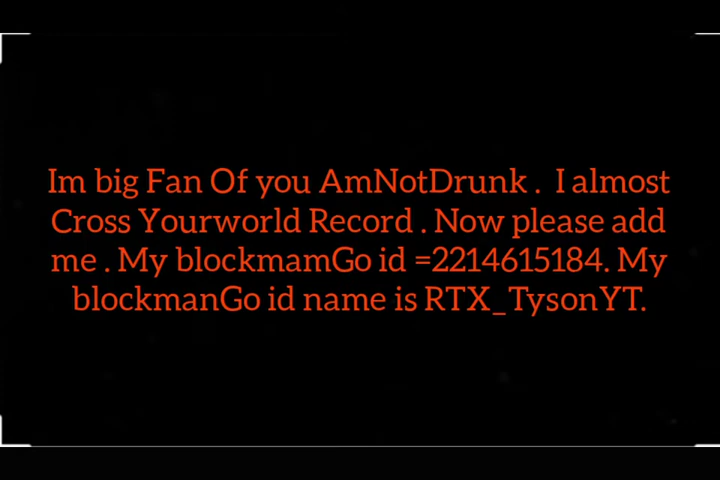 Im big Fan Of you AmNotDrunk .  I almost
Cross Yourworld Record . Now please add
me . My blockmamGo id =2214615184. My
blockmanGo id name is RTX_TysonYT.